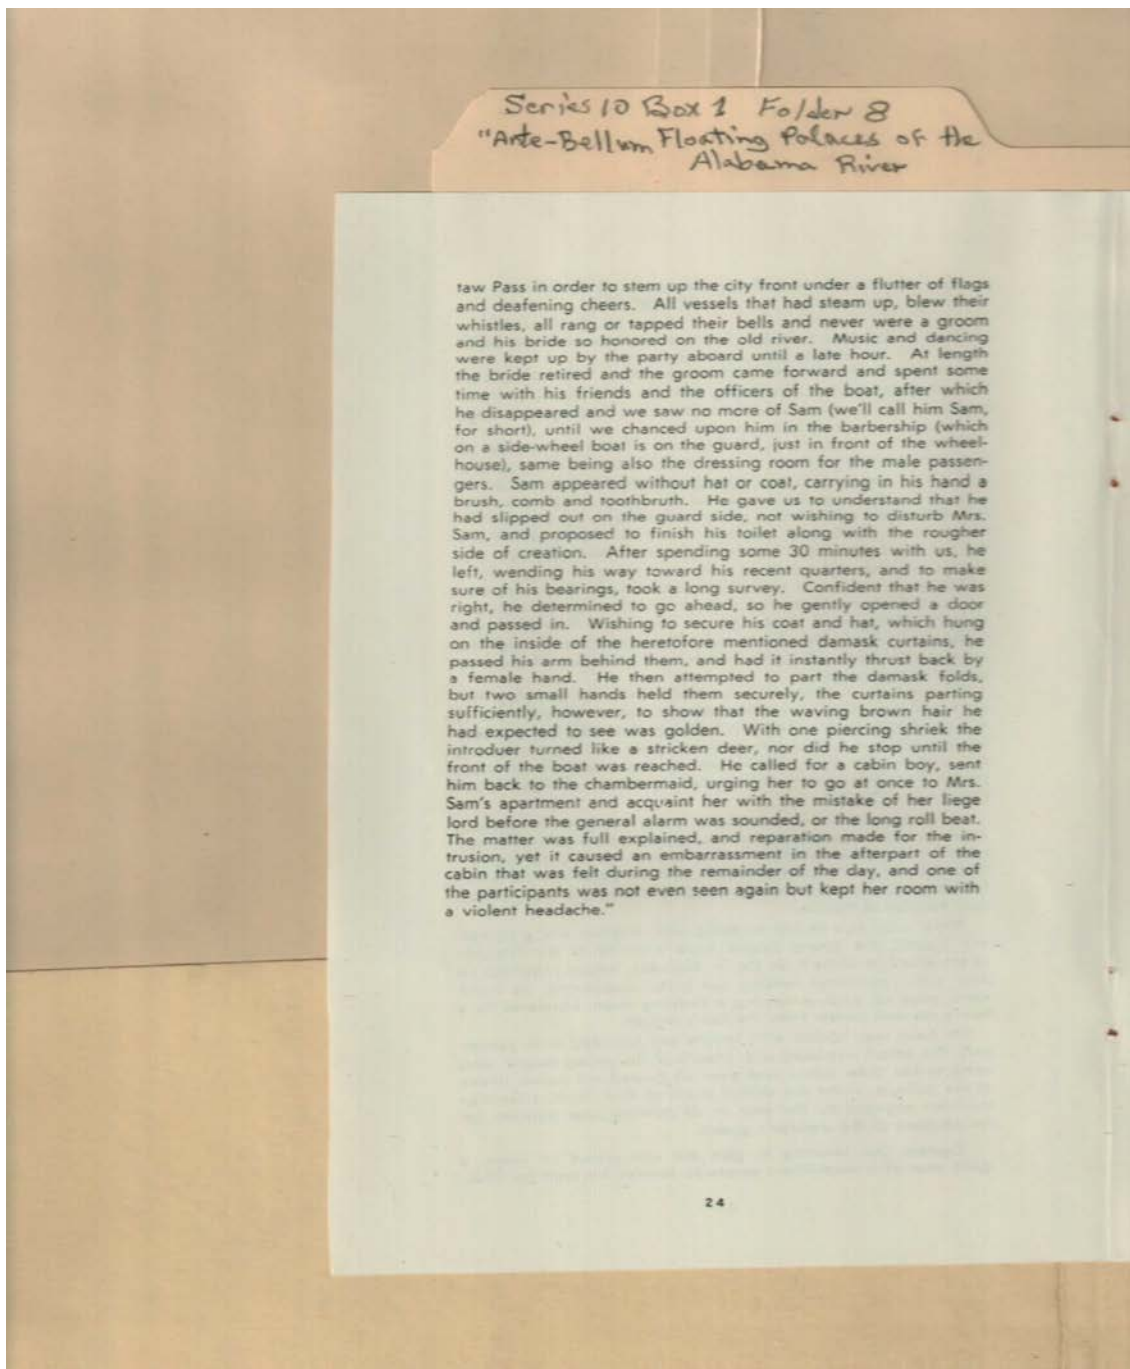 Series 10 Box 1 Folder 8
"Ante-Bellum Floating Palaces of the
Alabama River
taw Pass in order to stem up the city front under a flutter of flags
and deafening cheers. All vessels that had steam up, blew their
whistles, all rang or tapped their bells and never were a groom
and his bride so honored on the old river. Music and dancing
were kept up by the party aboard until a late hour. At length
the bride retired and the groom came forward and spent some
time with his friends and the officers of the boat, after which
he disappeared and we saw no more of Sam (we'll call him Sam,
for short), until we chanced upon him in the barbership (which
on a side-wheel boat is on the guard, just in front of the wheel-
house), same being also the dressing room for the male passen-
gers. Sam appeared without hat or coat, carrying in his hand a
brush, comb and toothbruth. He gave us to understand that he
had slipped out on the guard side, not wishing to disturb Mrs.
Sam, and proposed to finish his toilet along with the rougher
side of creation. After spending some 30 minutes with us, he
left, wending his way toward his recent quarters, and to make
sure of his bearings, took a long survey. Confident that he was
right, he determined to go ahead, so he gently opened a door
and passed in. Wishing to secure his coat and hat, which hung
on the inside of the heretofore mentioned damask curtains, he
passed his arm behind them, and had it instantly thrust back by
a female hand. He then attempted to part the damask folds,
but two small hands held them securely, the curtains parting
sufficiently, however, to show that the waving brown hair he
had expected to see was golden. With one piercing shriek the
introduer turned like a stricken deer, nor did he stop until the
front of the boat was reached. He called for a cabin boy, sent
him back to the chambermaid, urging her to go at once to Mrs.
Sam's apartment and acquaint her with the mistake of her liege
lord before the general alarm was sounded, or the long roll beat.
The matter was full explained, and reparation made for the in-
trusion, yet it caused an embarrassment in the afterpart of the
cabin that was felt during the remainder of the day, and one of
the participants was not even seen again but kept her room with
a violent headache."
24